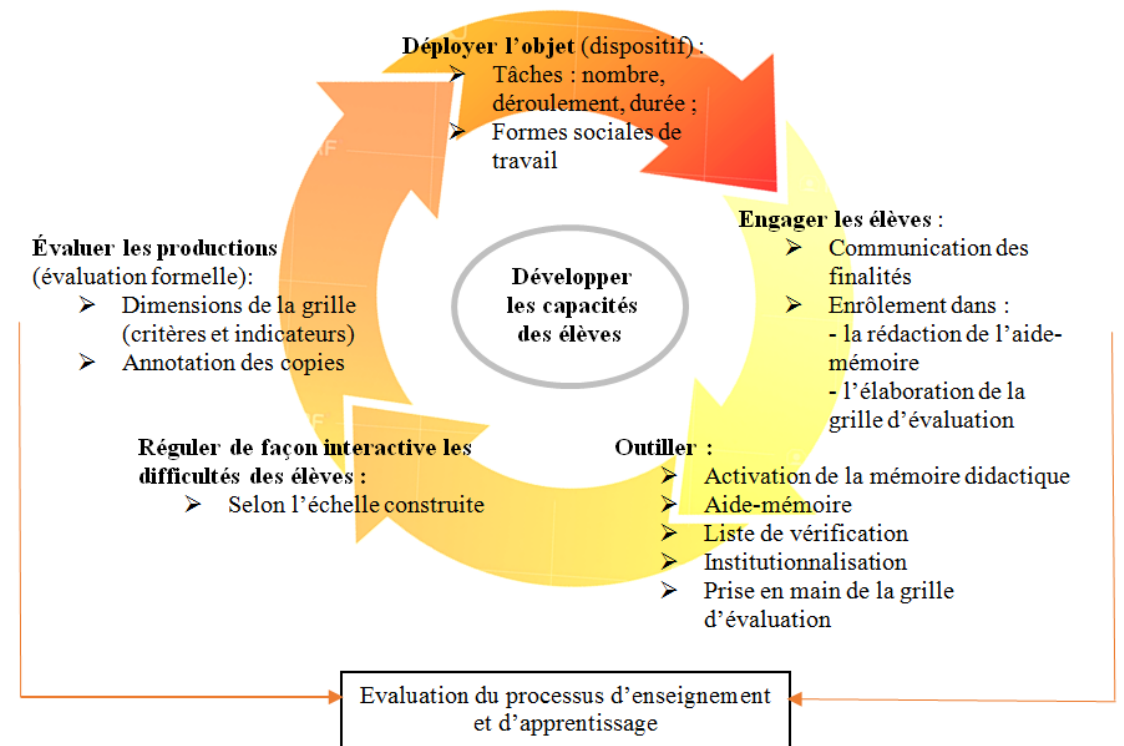 Déployer l’objet (dispositif) :
➤ Tâches : nombre,
déroulement, durée ;
➤ Formes sociales de
travail
Engager les élèves :
➤ Communication des
finalités
➤ Enrôlement dans :
- la rédaction de l’aide-
mémoire
- l’élaboration de la
grille d’évaluation
Outiller :
➤ Activation de la mémoire didactique
➤ Aide-mémoire
➤ Liste de vérification
➤ Institutionnalisation
➤ Prise en main de la grille
d’évaluation
Réguler de façon interactive les
difficultés des élèves :
➤ Selon l’échelle construite
Évaluer les productions
(évaluation formelle):
➤ Dimensions de la grille
(critères et indicateurs)
➤ Annotation des copies
Développer
les capacités
des élèves
Evaluation du processus d’enseignement
et d’apprentissage